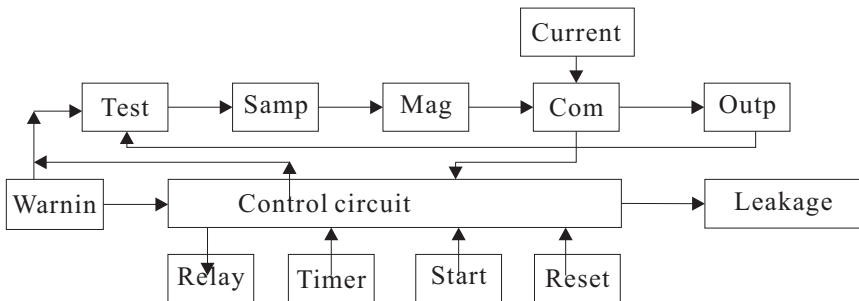 Current
Test
Samp
Mag
Com
Outp
Warnin
Control circuit
Leakage
Relay
Timer
Start
Reset